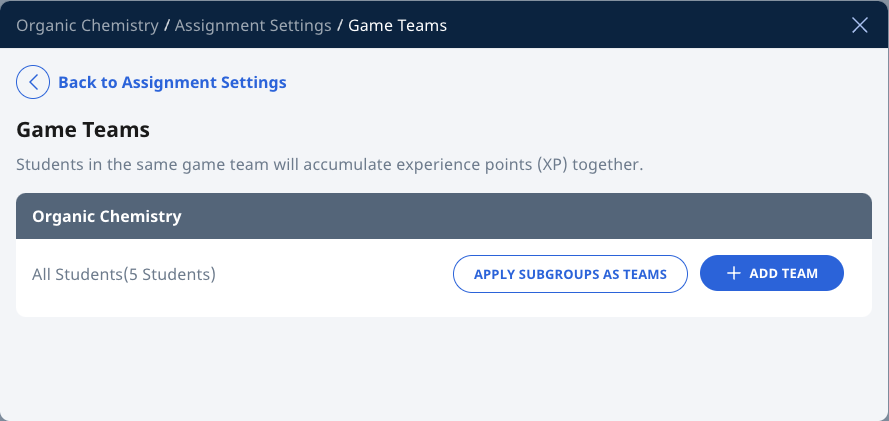 Organic Chemistry / Assignment Settings / Game Teams
Back to Assignment Settings
Game Teams
Students in the same game team will accumulate experience points (XP) together.
Organic Chemistry
All Students(5 Students)
APPLY SUBGROUPS AS TEAMS
ADD TEAM